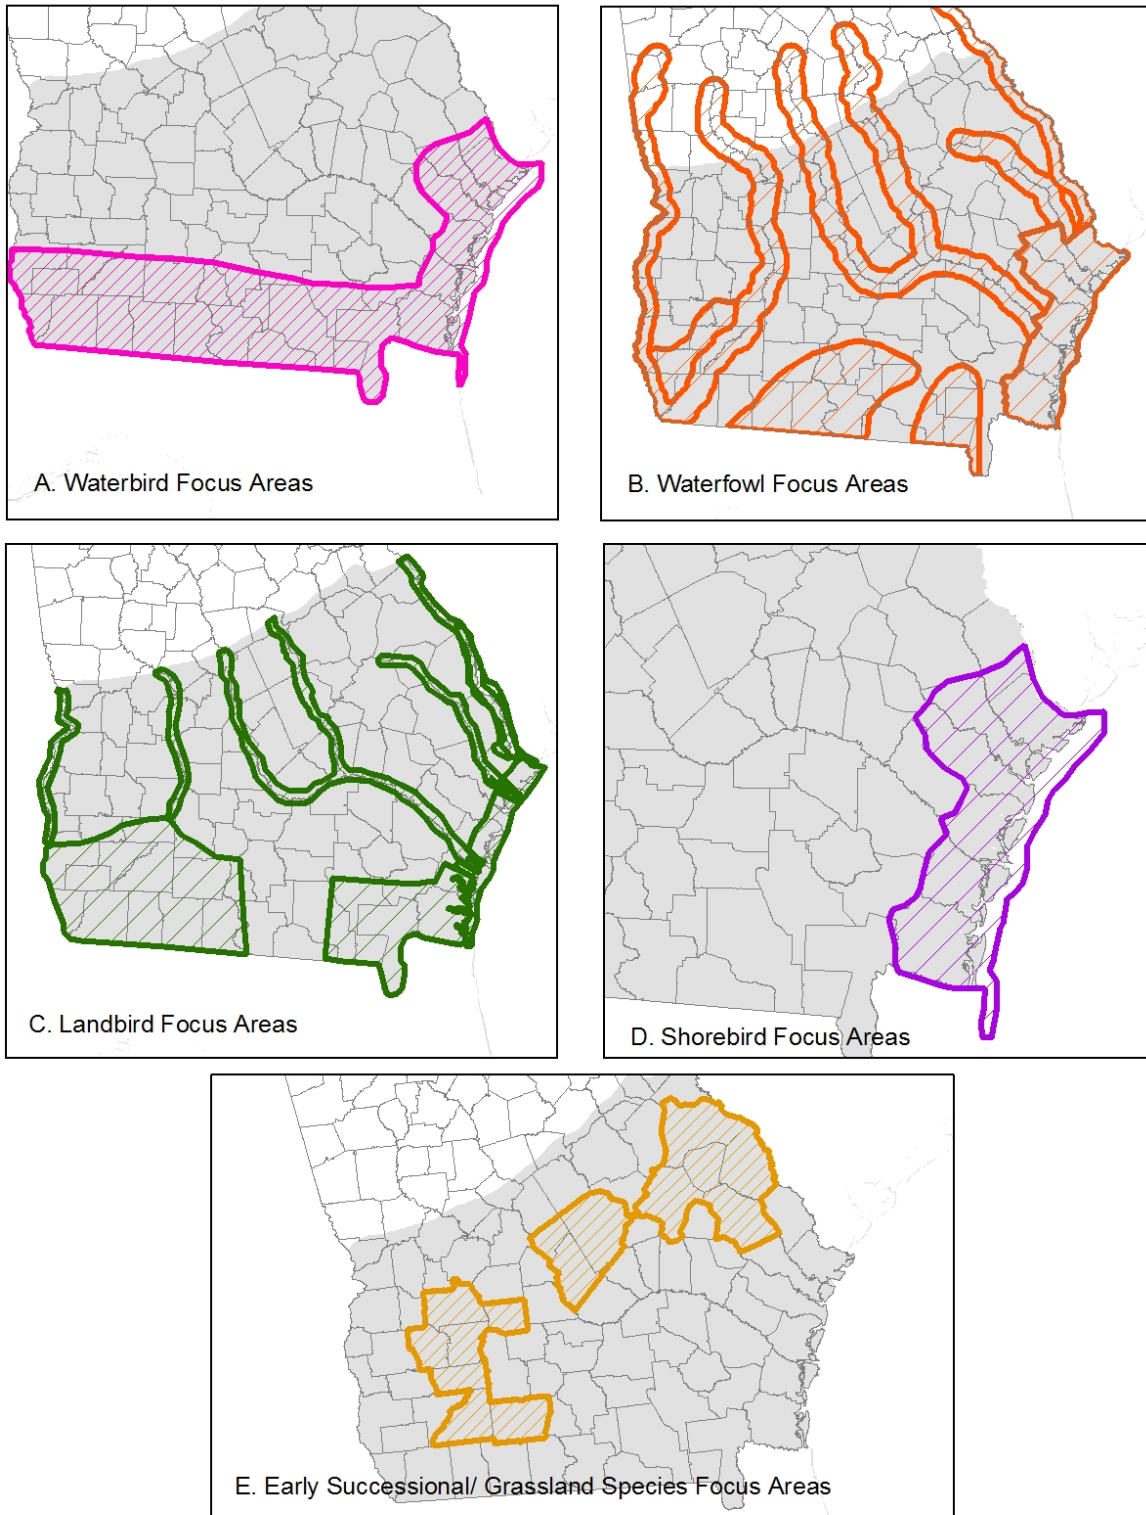 A. Waterbird Focus Areas
B. Waterfowl Focus Areas
C. Landbird Focus Areas
D. Shorebird Focus Areas
E. Early Successional/ Grassland Species Focus Areas